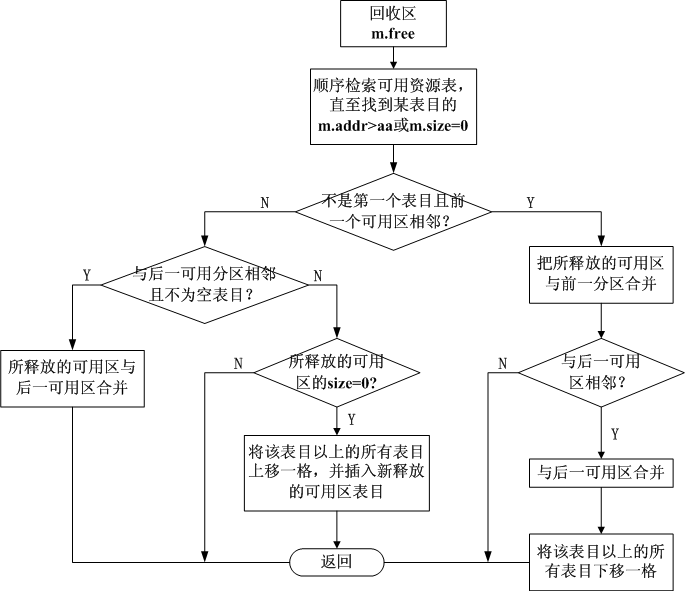 回收区
m.free
顺序检索可用资源表，
直至找到某表目的
m.addr>aa或m.size=0
不是第一个表目且前
一个可用区相邻？
N
Y
与后一可用分区相邻
且不为空表目？
Y
N
把所释放的可用区
与前一分区合并
所释放的可用区与
后一可用区合并
所释放的可用
区的size=0?
N
Y
与后一可用
区相邻？
N
Y
将该表目以上的所有表目
上移一格，并插入新释放
的可用区表目
与后一可用区合并
返回
将该表目以上的所
有表目下移一格